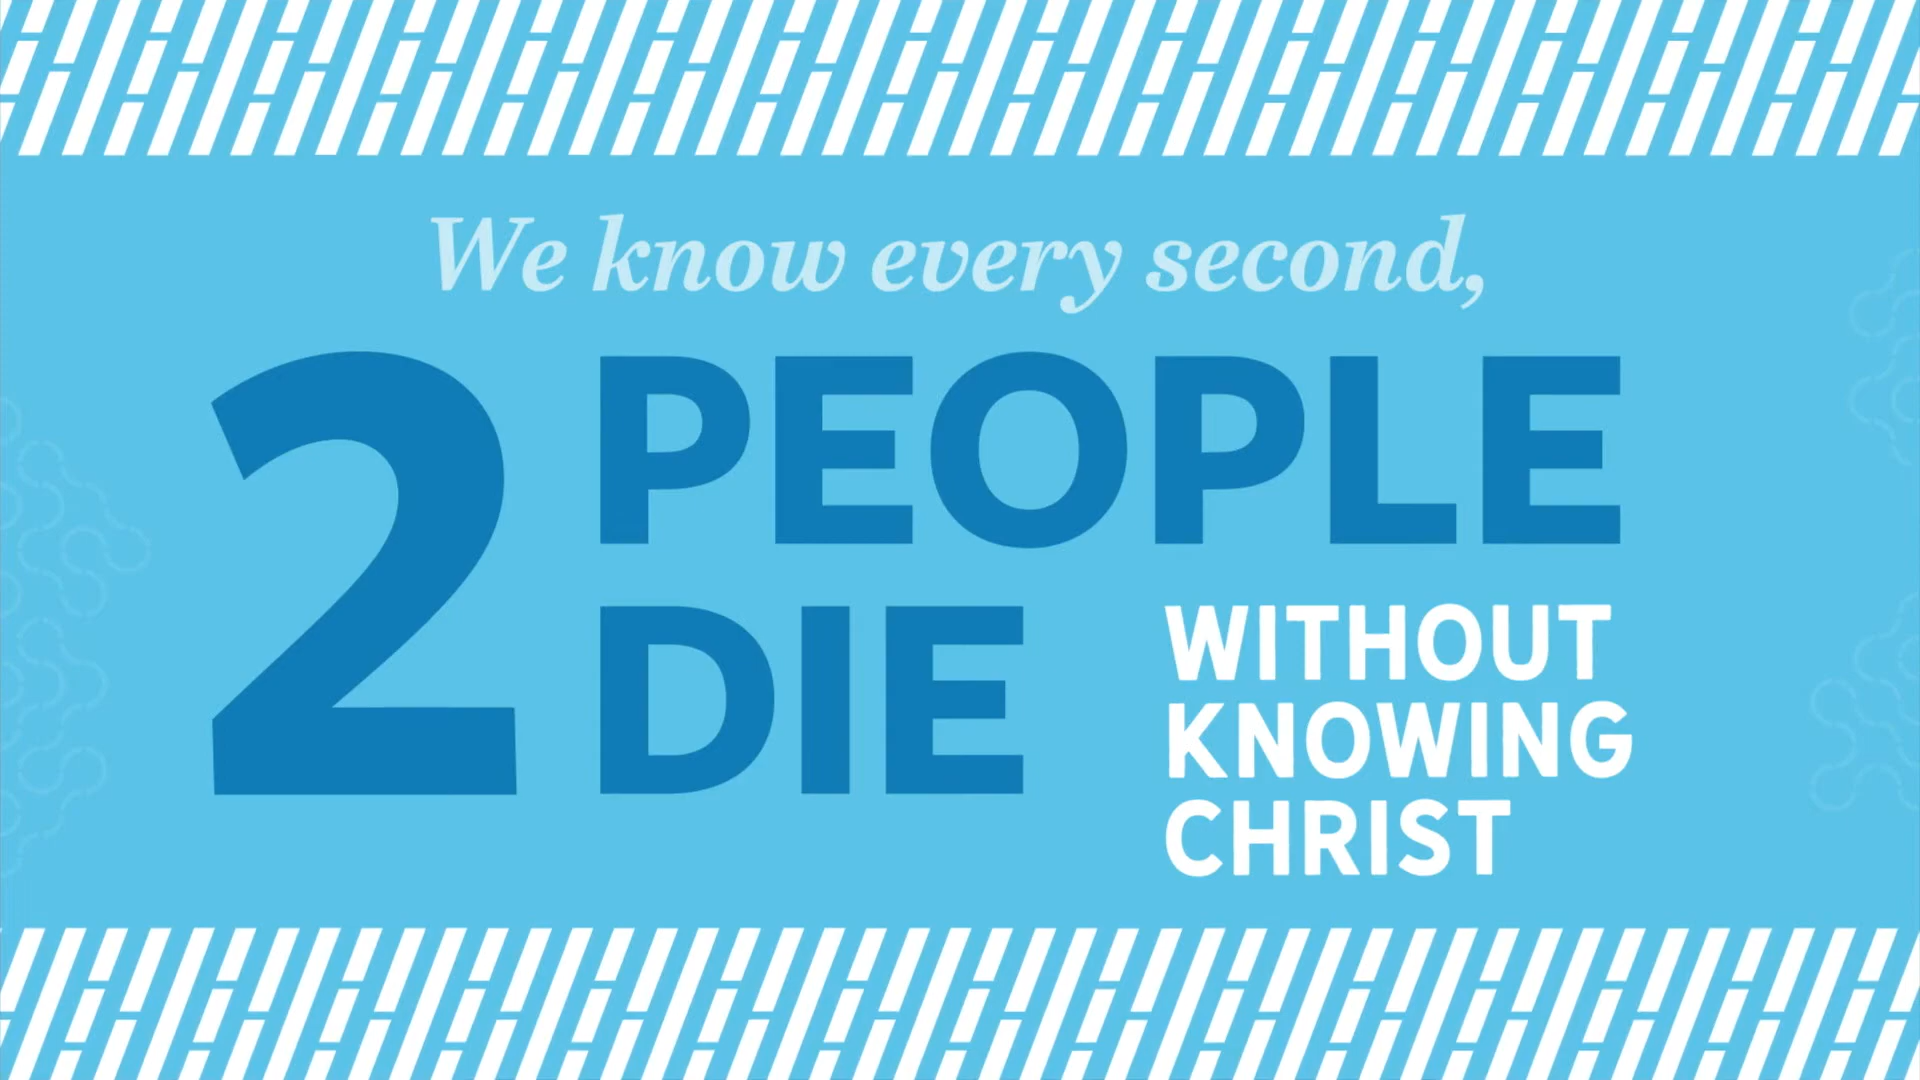 We know every second,
2 PEOPLE
DIE
WITHOUT
KNOWING
CHRIST